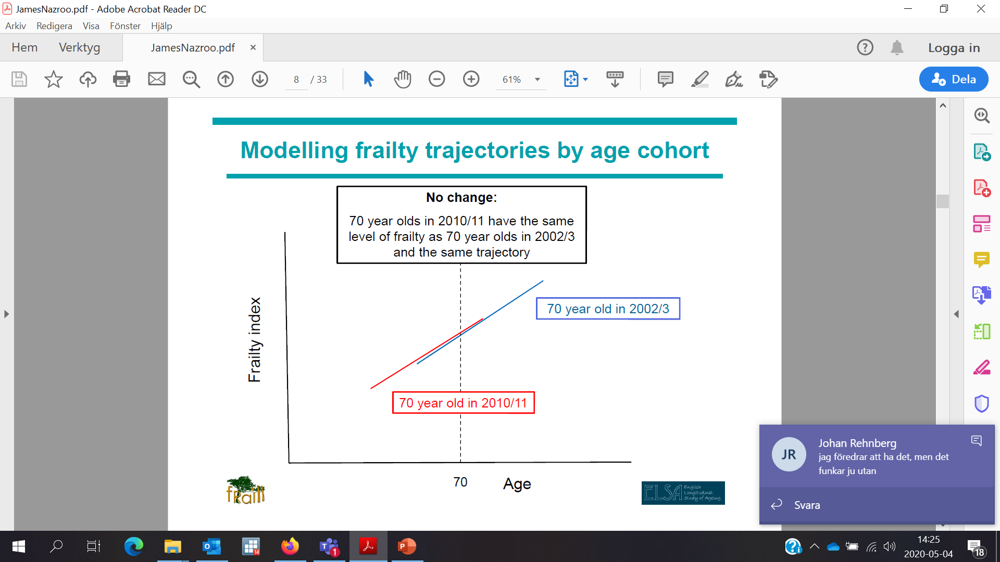 JamesNazroo.pdf - Adobe Acrobat Reader DC
Arkiv Redigera Visa Fönster Hjälp
Hem Verktyg JamesNazroo.pdf × Logga in
8 / 33 61% Dela
Modelling frailty trajectories by age cohort
No change:
70 year olds in 2010/11 have the same
level of frailty as 70 year olds in 2002/3
and the same trajectory
Frailty index
70 year old in 2002/3
70 year old in 2010/11
70 Age
fRaill
ELSA
English
Longitudinal
Study of Ageing
JR
Johan Rehnberg
jag föredrar att ha det, men det
funkar ju utan
Svara
14
1
14:25
2020-05-04
18